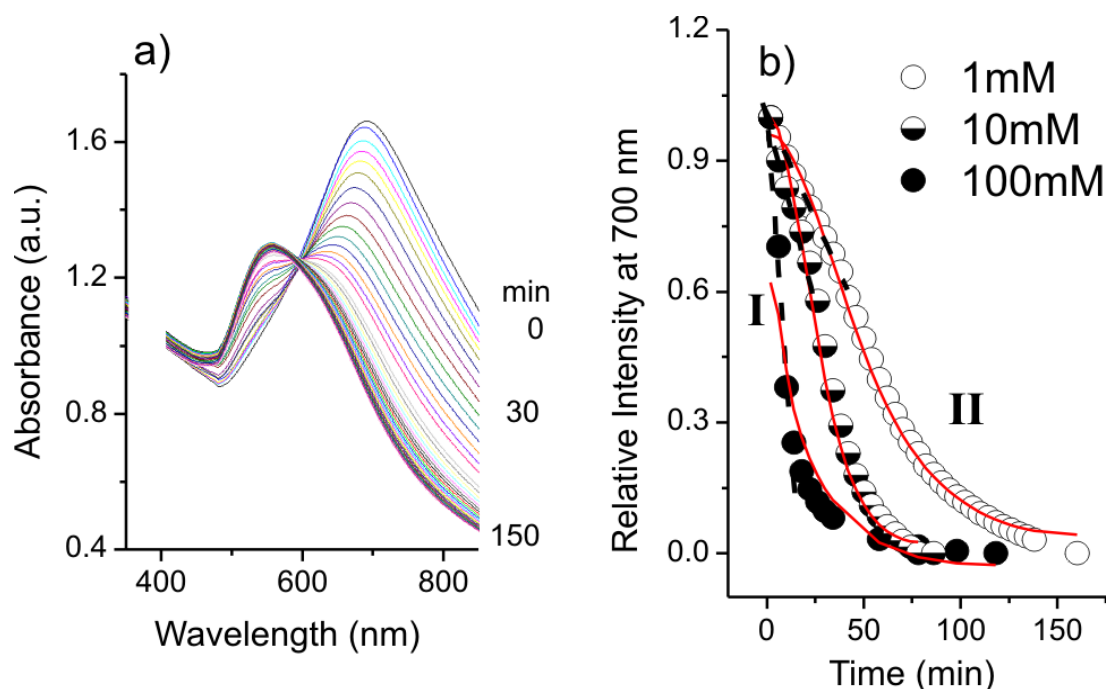 a)
1.6
1.2
0.8
0.4
Absorbance (a.u.)
400 600 800
Wavelength (nm)
min
0
30
150
b)
1mM
10mM
100mM
1.2
0.9
0.6
0.3
0.0
Relative Intensity at 700 nm
I
II
0 50 100 150
Time (min)